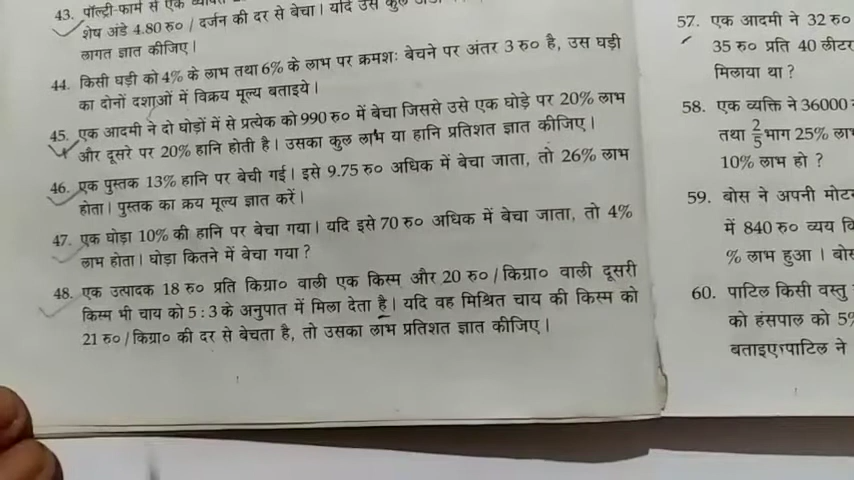 43. पॉल्ट्री-फार्म से एक
शेष अंडे 4.80 रु० / दर्जन की दर से बेचा। यदि उसे कुल
लागत ज्ञात कीजिए।
44. किसी घड़ी को 4% के लाभ तथा 6% के लाभ पर क्रमशः बेचने पर अंतर 3 रु० है, उस घड़ी
का दोनों दशाओं में विक्रय मूल्य बताइये।
45. एक आदमी ने दो घोड़ों में से प्रत्येक को 990 रु० में बेचा जिससे उसे एक घोड़े पर 20% लाभ
और दूसरे पर 20% हानि होती है। उसका कुल लाभ या हानि प्रतिशत ज्ञात कीजिए।
46. एक पुस्तक 13% हानि पर बेची गई। इसे 9.75 रु० अधिक में बेचा जाता, तो 26% लाभ
होता। पुस्तक का क्रय मूल्य ज्ञात करें।
47. एक घोड़ा 10% की हानि पर बेचा गया। यदि इसे 70 रु० अधिक में बेचा जाता, तो 4%
लाभ होता। घोड़ा कितने में बेचा गया ?
48. एक उत्पादक 18 रु० प्रति किग्रा० वाली एक किस्म और 20 रु० / किग्रा० वाली दूसरी
किस्म भी चाय को 5 : 3 के अनुपात में मिला देता है। यदि वह मिश्रित चाय की किस्म को
21 रु० / किग्रा० की दर से बेचता है, तो उसका लाभ प्रतिशत ज्ञात कीजिए।
57. एक आदमी ने 32 रु०
35 रु० प्रति 40 लीटर
मिलाया था ?
58. एक व्यक्ति ने 36000
तथा 2/5 भाग 25% लाभ
10% लाभ हो ?
59. बोस ने अपनी मोटर
में 840 रु० व्यय
% लाभ हुआ । बोस
60. पाटिल किसी वस्तु
को हंसपाल को 5%
बताइए पाटिल ने